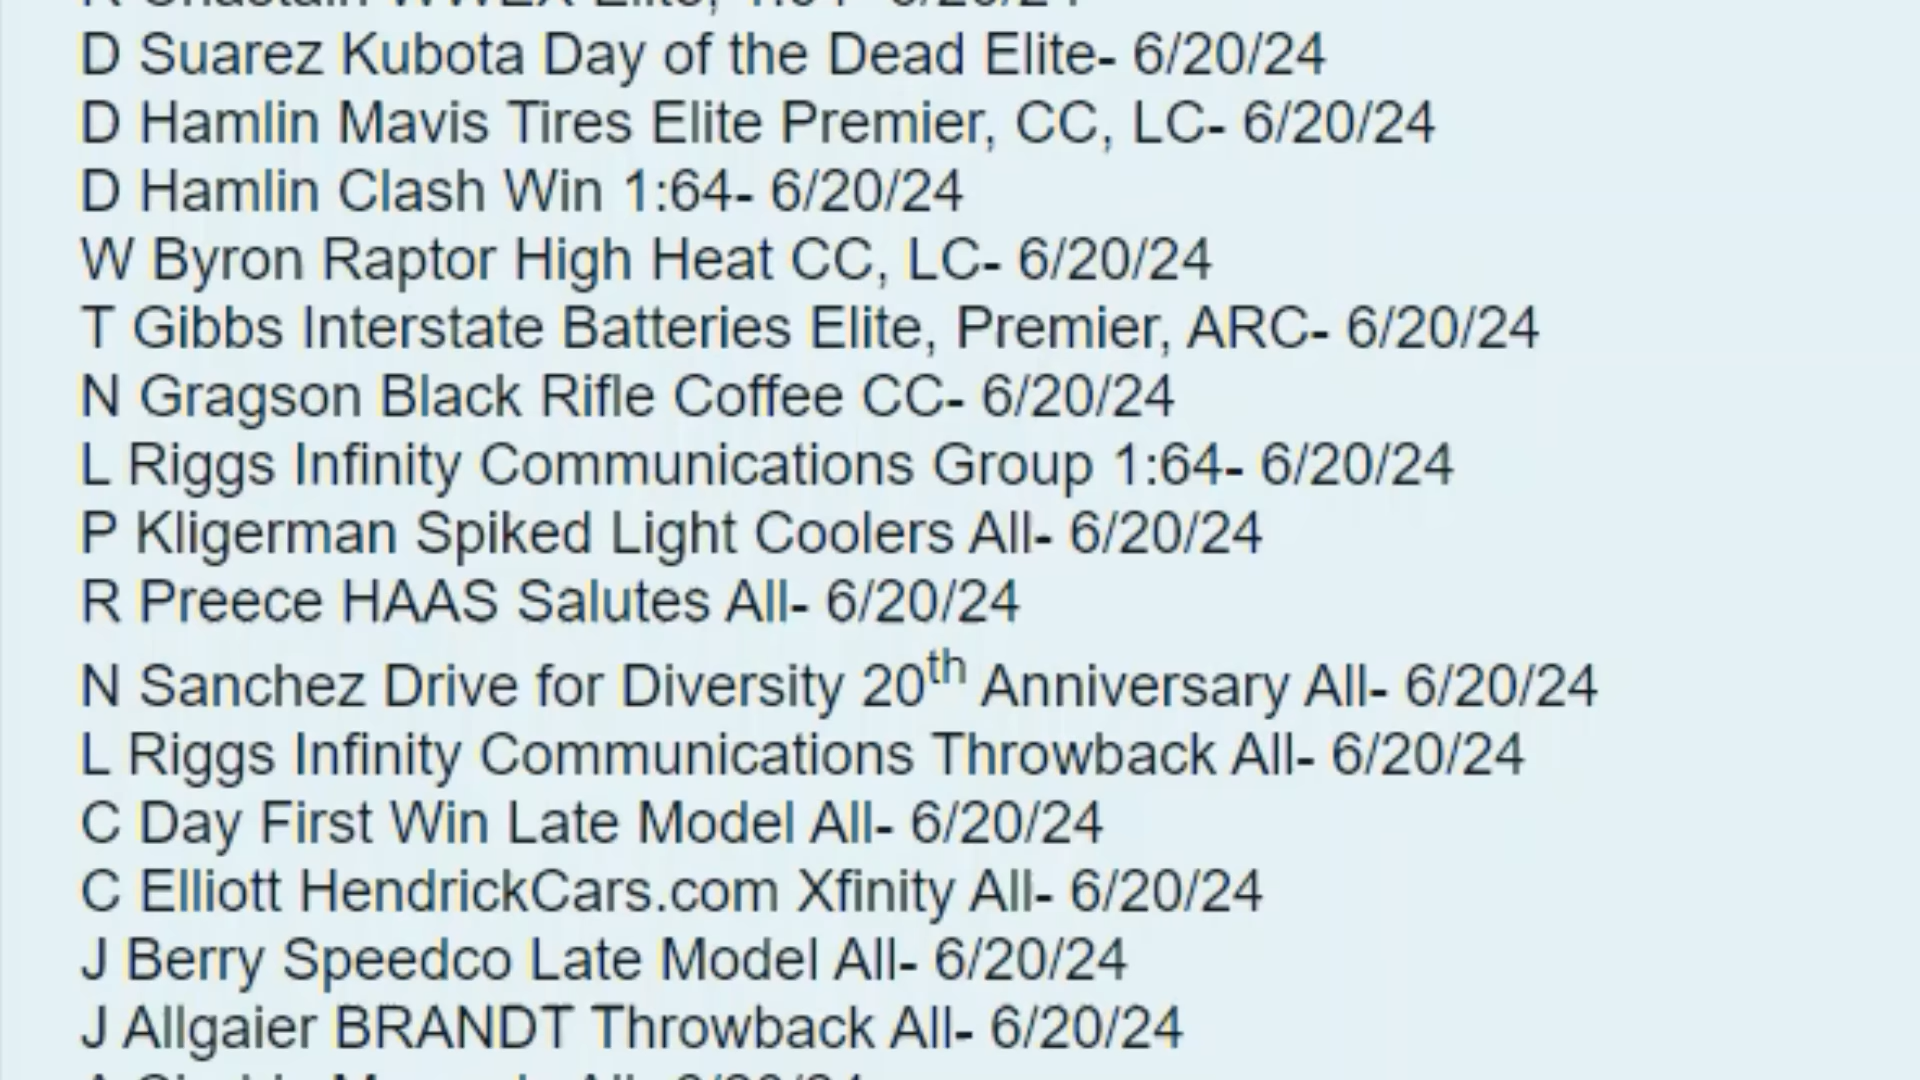 D Suarez Kubota Day of the Dead Elite- 6/20/24
D Hamlin Mavis Tires Elite Premier, CC, LC- 6/20/24
D Hamlin Clash Win 1:64- 6/20/24
W Byron Raptor High Heat CC, LC- 6/20/24
T Gibbs Interstate Batteries Elite, Premier, ARC- 6/20/24
N Gragson Black Rifle Coffee CC- 6/20/24
L Riggs Infinity Communications Group 1:64- 6/20/24
P Kligerman Spiked Light Coolers All- 6/20/24
R Preece HAAS Salutes All- 6/20/24
N Sanchez Drive for Diversity 20th Anniversary All- 6/20/24
L Riggs Infinity Communications Throwback All- 6/20/24
C Day First Win Late Model All- 6/20/24
C Elliott HendrickCars.com Xfinity All- 6/20/24
J Berry Speedco Late Model All- 6/20/24
J Allgaier BRANDT Throwback All- 6/20/24